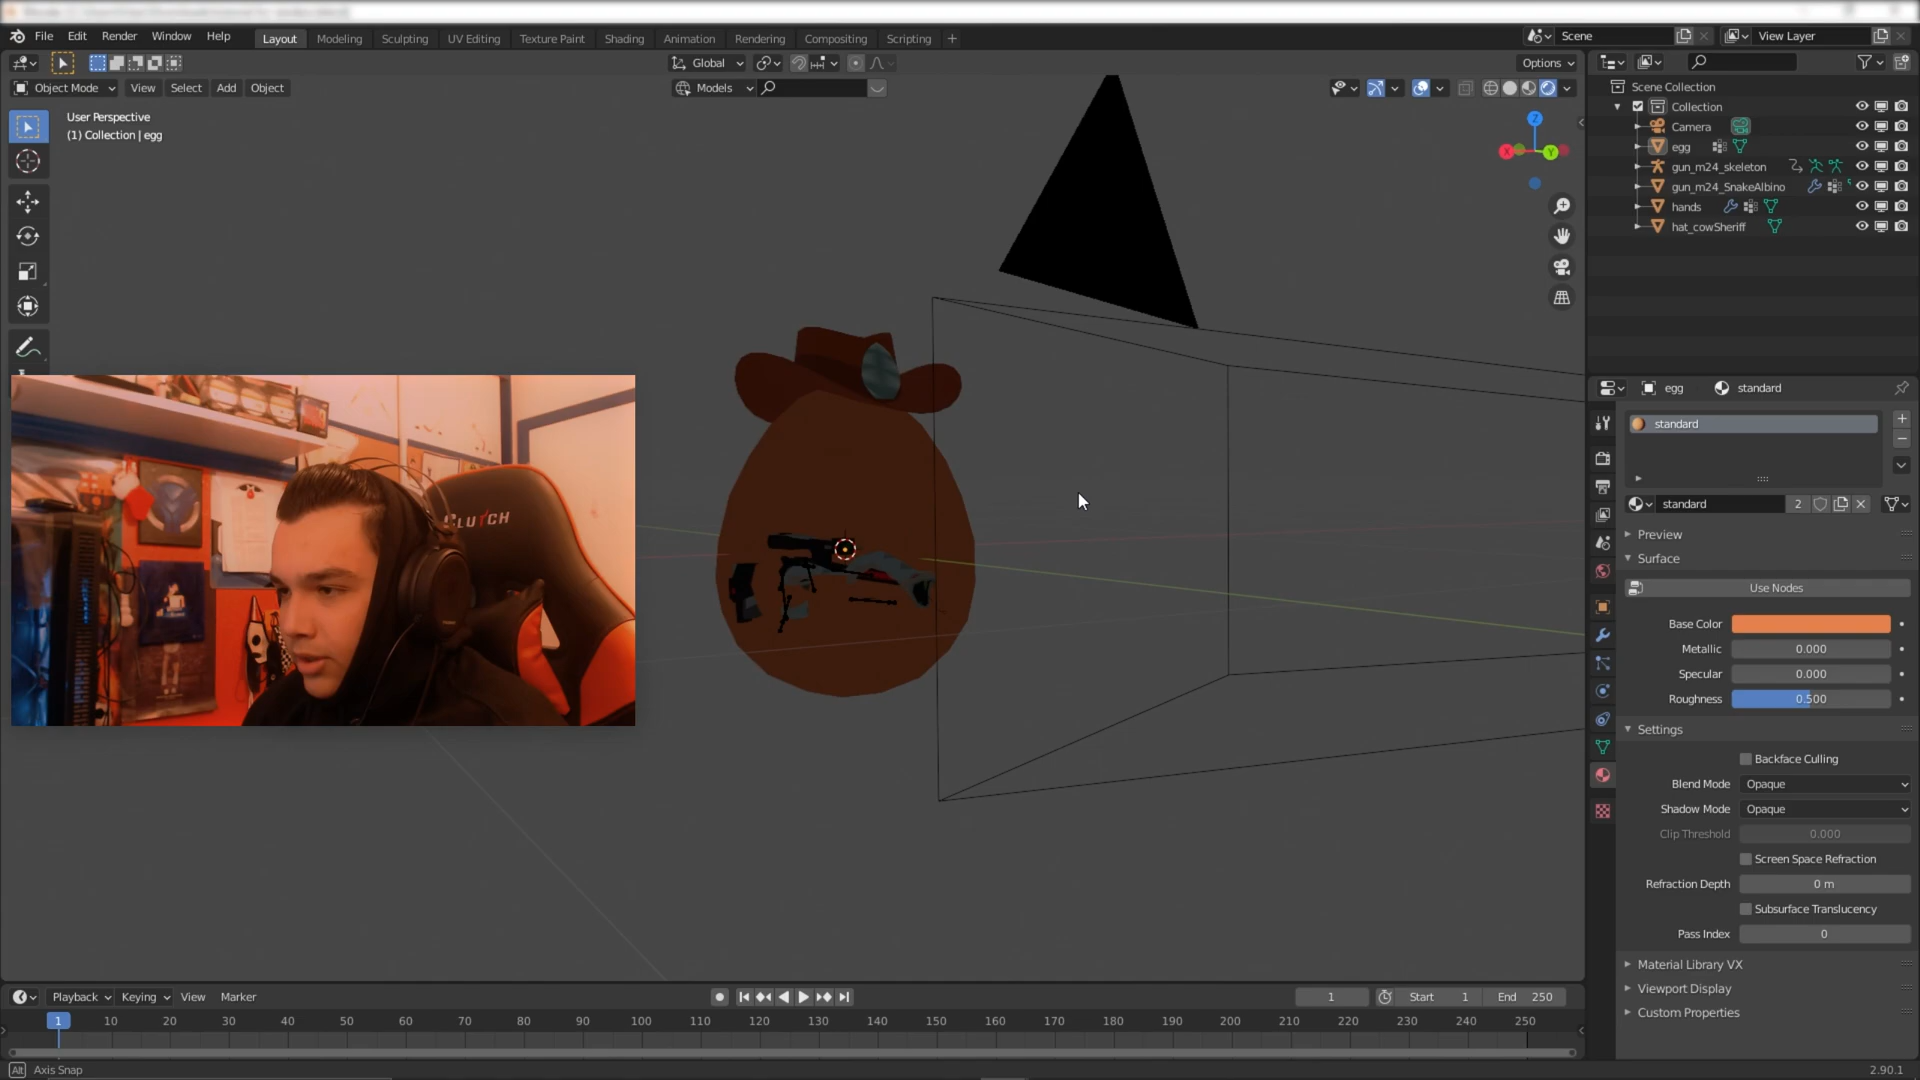 File Edit Render Window Help
Layout Modeling Sculpting UV Editing Texture Paint Shading Animation Rendering Compositing Scripting +
Scene
View Layer
Global
Options
Object Mode View Select Add Object
Models
User Perspective
(1) Collection | egg
Z
X
Y
Scene Collection
Collection
Camera
egg
gun_m24_skeleton
gun_m24_SnakeAlbino
hands
hat_cowSheriff
egg standard
standard
standard 2
Preview
Surface
Use Nodes
Base Color
Metallic 0.000
Specular 0.000
Roughness 0.500
Settings
Backface Culling
Blend Mode Opaque
Shadow Mode Opaque
Clip Threshold 0.000
Screen Space Refraction
Refraction Depth 0 m
Subsurface Translucency
Pass Index 0
Material Library VX
Viewport Display
Custom Properties
CLUTCH
Playback Keying View Marker
1 Start 1 End 250
1 10 20 30 40 50 60 70 80 90 100 110 120 130 140 150 160 170 180 190 200 210 220 230 240 250
Alt Axis Snap
2.90.1